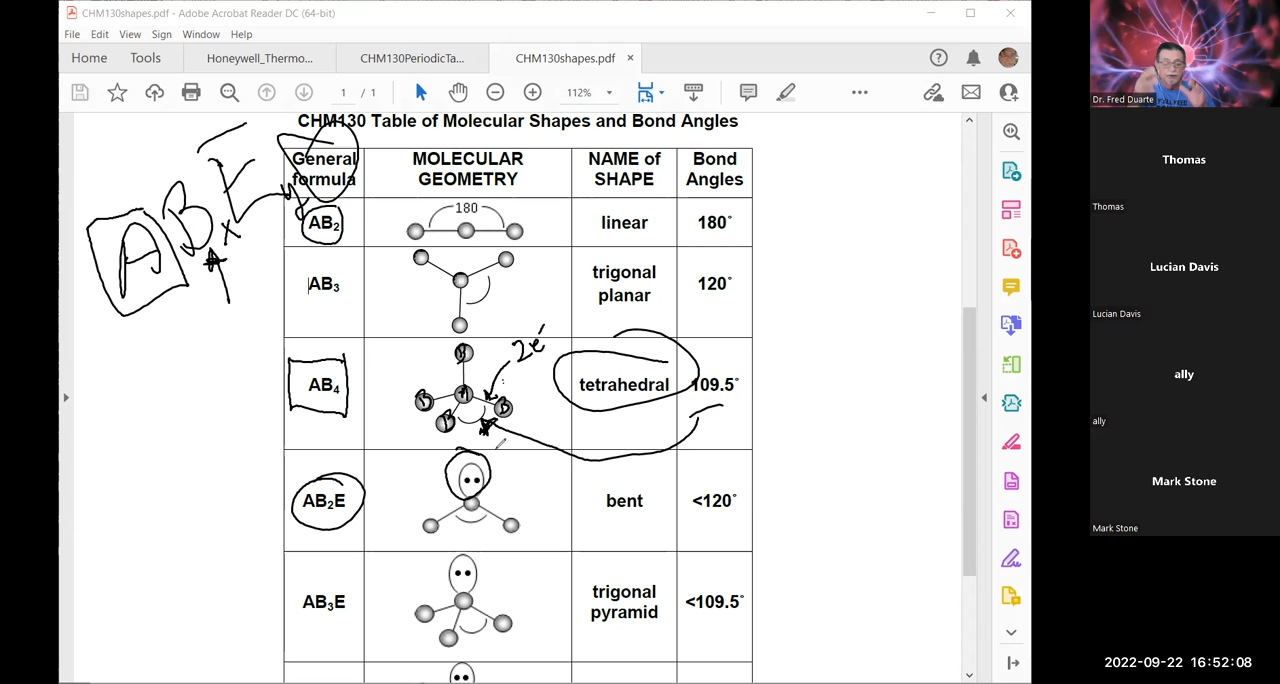 CHM130shapes.pdf - Adobe Acrobat Reader DC (64-bit)
File Edit View Sign Window Help
Home Tools Honeywell_Thermo... CHM130PeriodicTa... CHM130shapes.pdf ×
1 / 1 112%
CHM130 Table of Molecular Shapes and Bond Angles
General formula MOLECULAR GEOMETRY NAME of SHAPE Bond Angles
AB₂ 180 linear 180°
AB₃ trigonal planar 120°
AB₄ tetrahedral 109.5°
AB₂E bent <120°
AB₃E trigonal pyramid <109.5°
A B x E
2e
B
A
B
B
B
Dr. Fred Duarte
Thomas
Thomas
Lucian Davis
Lucian Davis
ally
ally
Mark Stone
Mark Stone
2022-09-22 16:52:08